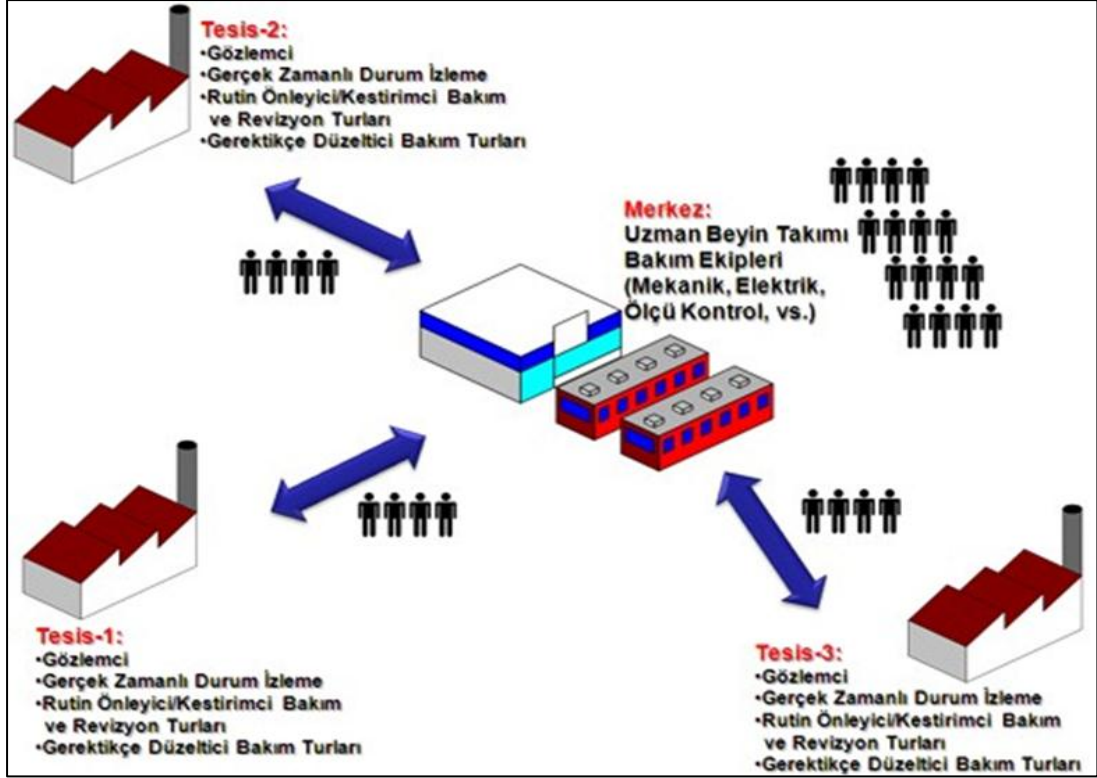 Tesis-2:
•Gözlemci
•Gerçek Zamanlı Durum İzleme
•Rutin Önleyici/Kestirimci Bakım
ve Revizyon Turları
•Gerektikçe Düzeltici Bakım Turları
Merkez:
Uzman Beyin Takımı
Bakım Ekipleri
(Mekanik, Elektrik,
Ölçü Kontrol, vs.)
Tesis-1:
•Gözlemci
•Gerçek Zamanlı Durum İzleme
•Rutin Önleyici/Kestirimci Bakım
ve Revizyon Turları
•Gerektikçe Düzeltici Bakım Turları
Tesis-3:
•Gözlemci
•Gerçek Zamanlı Durum İzleme
•Rutin Önleyici/Kestirimci Bakım
ve Revizyon Turları
•Gerektikçe Düzeltici Bakım Turları